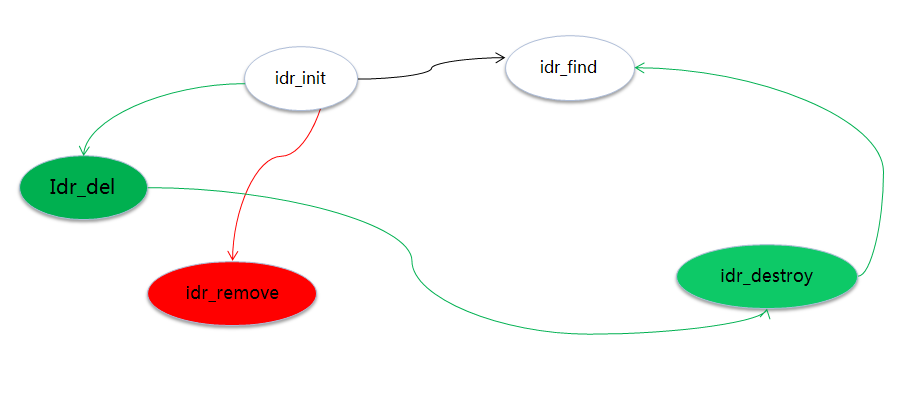 idr_init
idr_find
Idr_del
idr_remove
idr_destroy